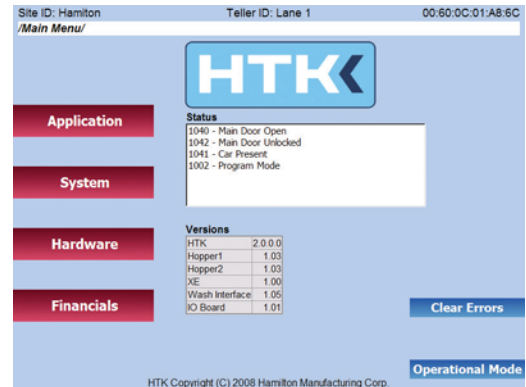 Site ID: Hamiton Teller ID: Lane 1 00:60:0C:01:A8:6C
/Main Menu/
HTK
Application
System
Hardware
Financials
Status
1040 - Main Door Open
1042 - Main Door Unlocked
1041 - Car Present
1002 - Program Mode
Versions
HTK 2.0.0.0
Hopper1 1.03
Hopper2 1.03
XE 1.00
Wash Interface 1.05
IO Board 1.01
Clear Errors
Operational Mode
HTK Copyright (C) 2008 Hamilton Manufacturing Corp.